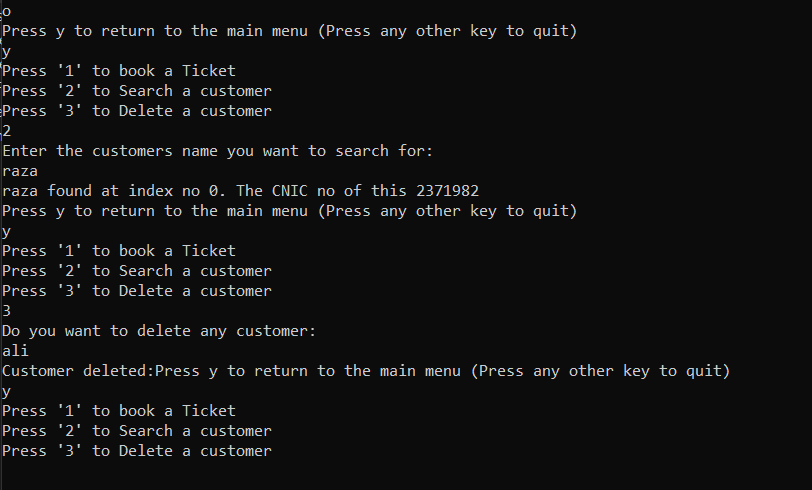 o
Press y to return to the main menu (Press any other key to quit)
y
Press '1' to book a Ticket
Press '2' to Search a customer
Press '3' to Delete a customer
2
Enter the customers name you want to search for:
raza
raza found at index no 0. The CNIC no of this 2371982
Press y to return to the main menu (Press any other key to quit)
y
Press '1' to book a Ticket
Press '2' to Search a customer
Press '3' to Delete a customer
3
Do you want to delete any customer:
ali
Customer deleted:Press y to return to the main menu (Press any other key to quit)
y
Press '1' to book a Ticket
Press '2' to Search a customer
Press '3' to Delete a customer